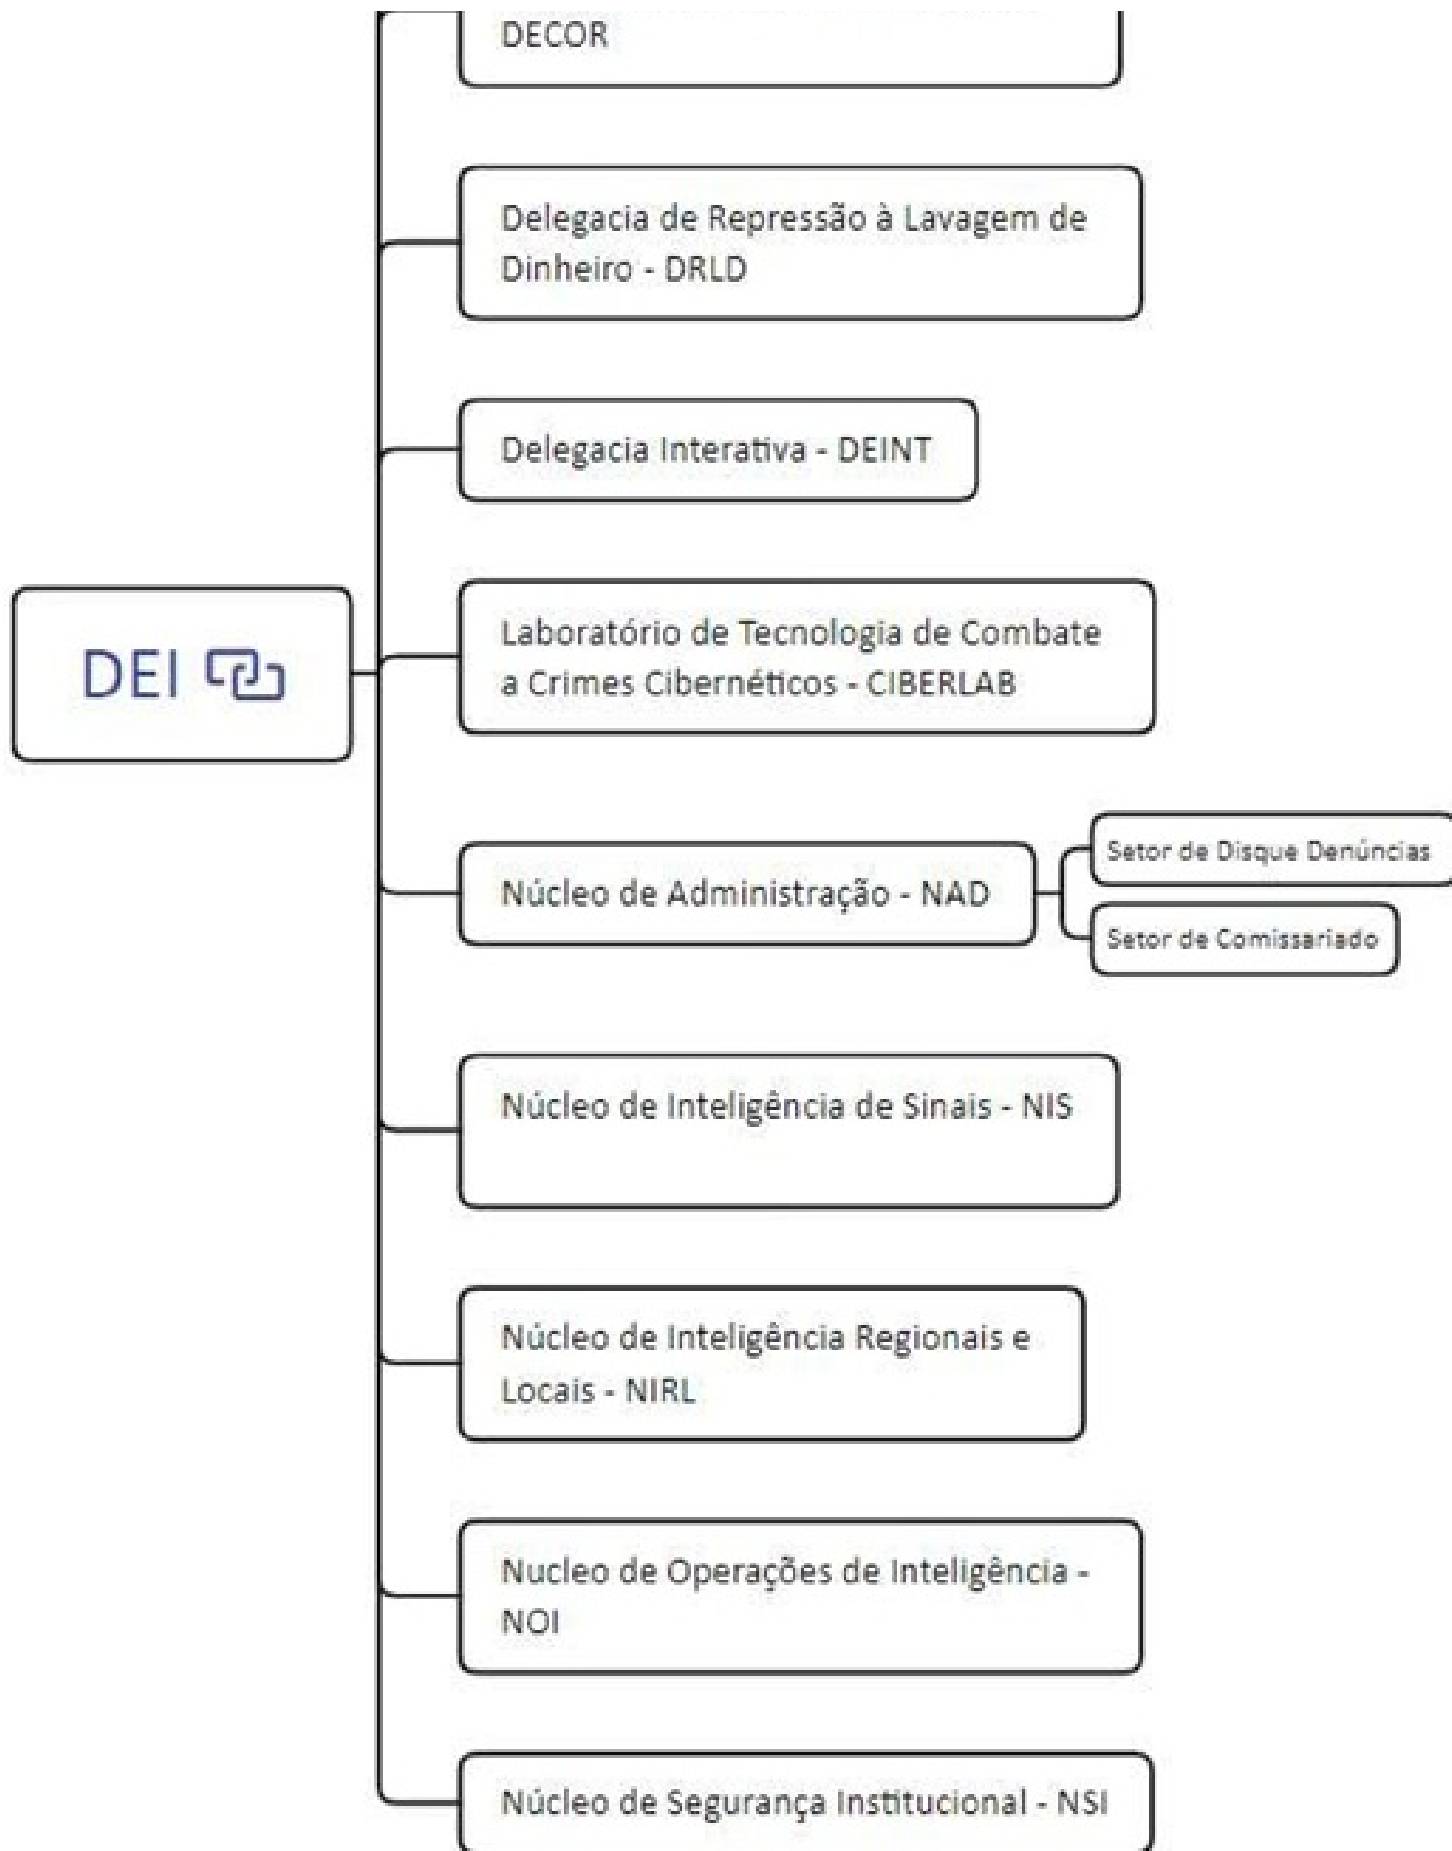 DECOR
Delegacia de Repressão à Lavagem de
Dinheiro - DRLD
Delegacia Interativa - DEINT
DEI
Laboratório de Tecnologia de Combate
a Crimes Cibernéticos - CIBERLAB
Núcleo de Administração - NAD
Setor de Disque Denúncias
Setor de Comissariado
Núcleo de Inteligência de Sinais - NIS
Núcleo de Inteligência Regionais e
Locais - NIRL
Nucleo de Operações de Inteligência -
NOI
Núcleo de Segurança Institucional - NSI